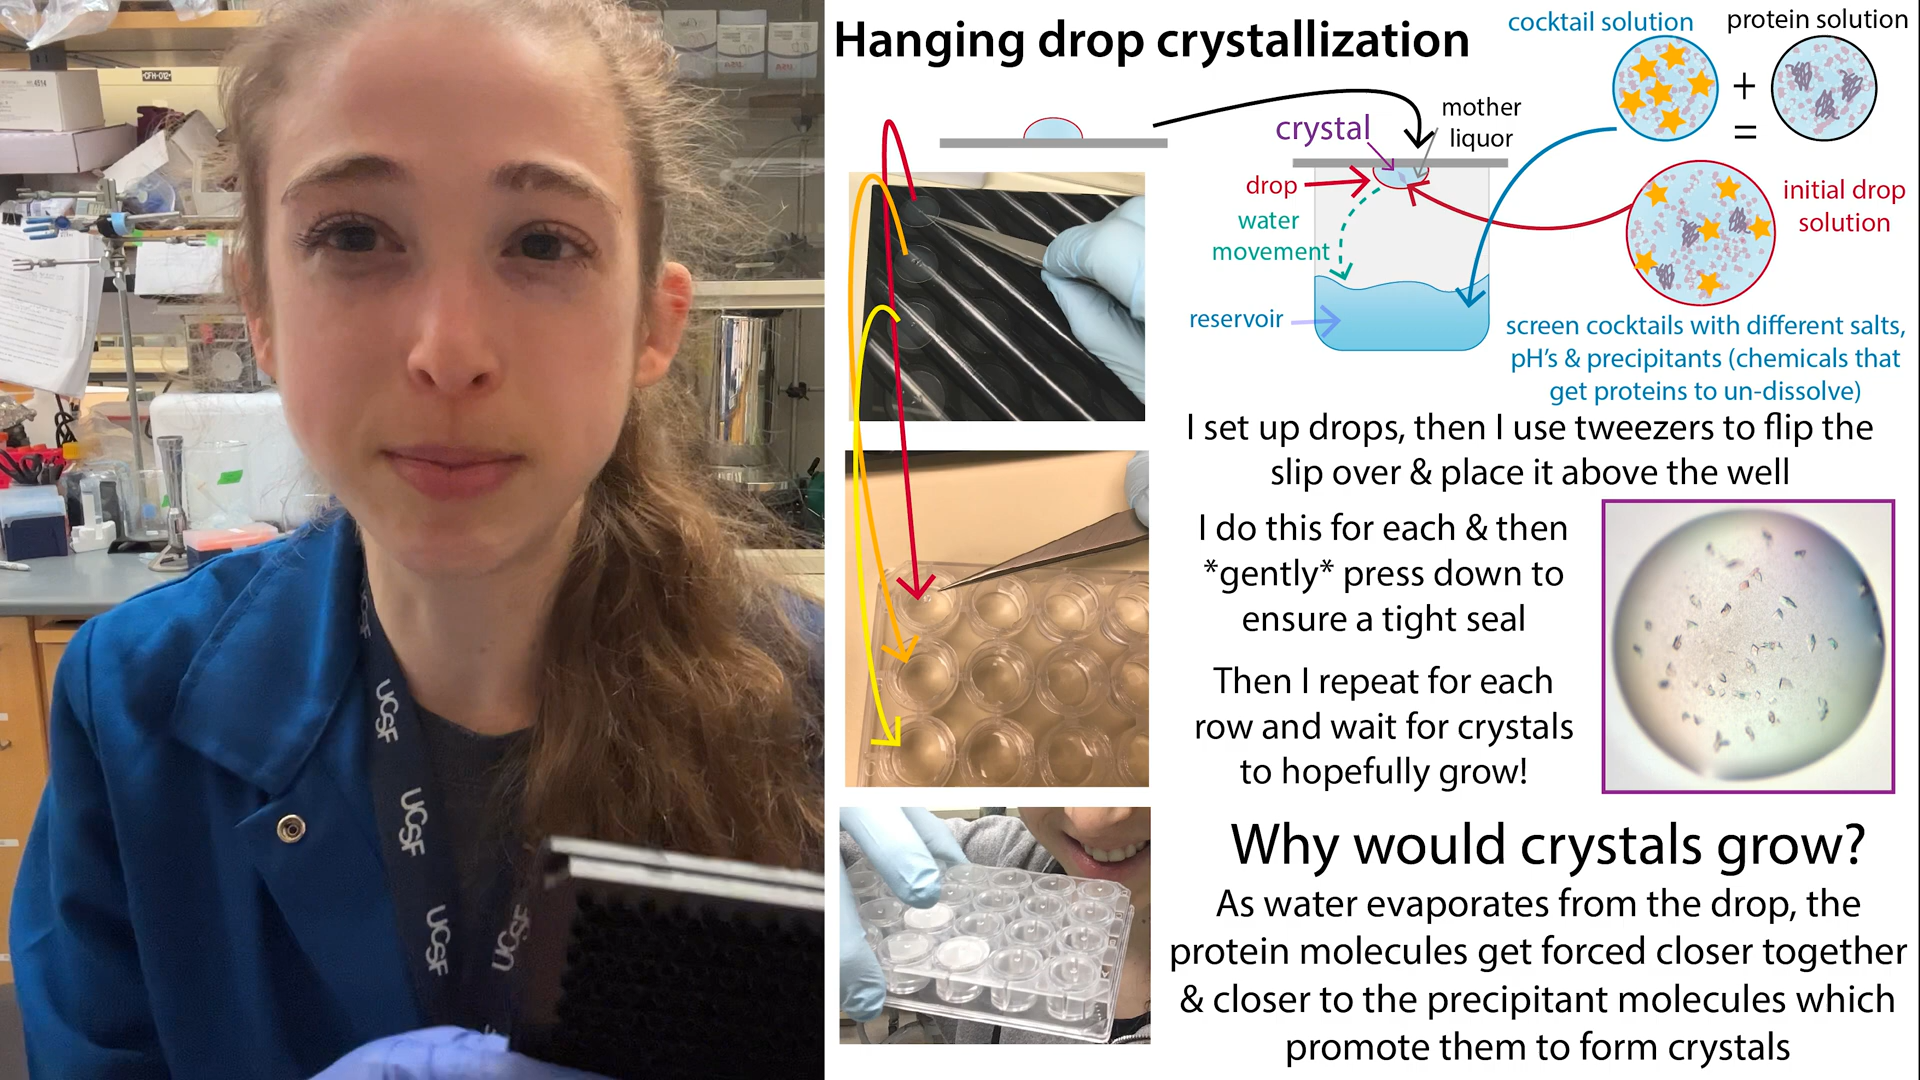 Hanging drop crystallization
cocktail solution
protein solution
+
=
mother
liquor
crystal
drop
water
movement
reservoir
initial drop
solution
screen cocktails with different salts,
pH's & precipitants (chemicals that
get proteins to un-dissolve)
I set up drops, then I use tweezers to flip the
slip over & place it above the well
I do this for each & then
*gently* press down to
ensure a tight seal
Then I repeat for each
row and wait for crystals
to hopefully grow!
Why would crystals grow?
As water evaporates from the drop, the
protein molecules get forced closer together
& closer to the precipitant molecules which
promote them to form crystals
CFH-012
4514
UCSF
UCSF
UCSF
UCSF